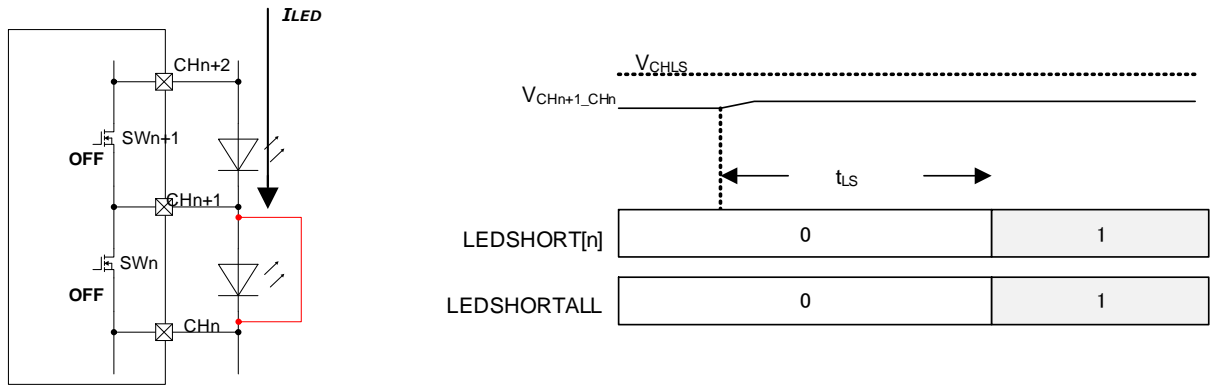 ILED
CHn+2
SWn+1
OFF
CHn+1
SWn
OFF
CHn
VCHLS
VCHn+1_CHn
tLS
LEDSHORT[n] 0 1
LEDSHORTALL 0 1